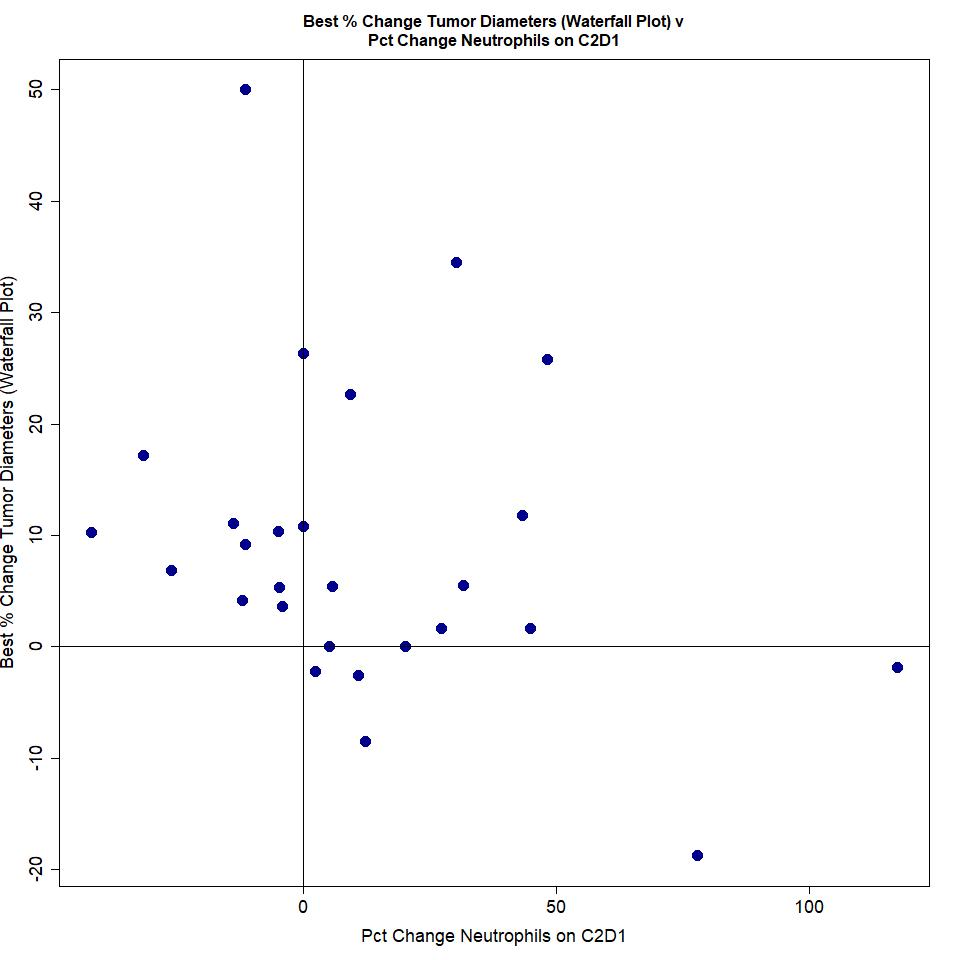 Best % Change Tumor Diameters (Waterfall Plot) v
Pct Change Neutrophils on C2D1
50
40
30
20
10
0
-10
-20
Best % Change Tumor Diameters (Waterfall Plot)
0
50
100
Pct Change Neutrophils on C2D1